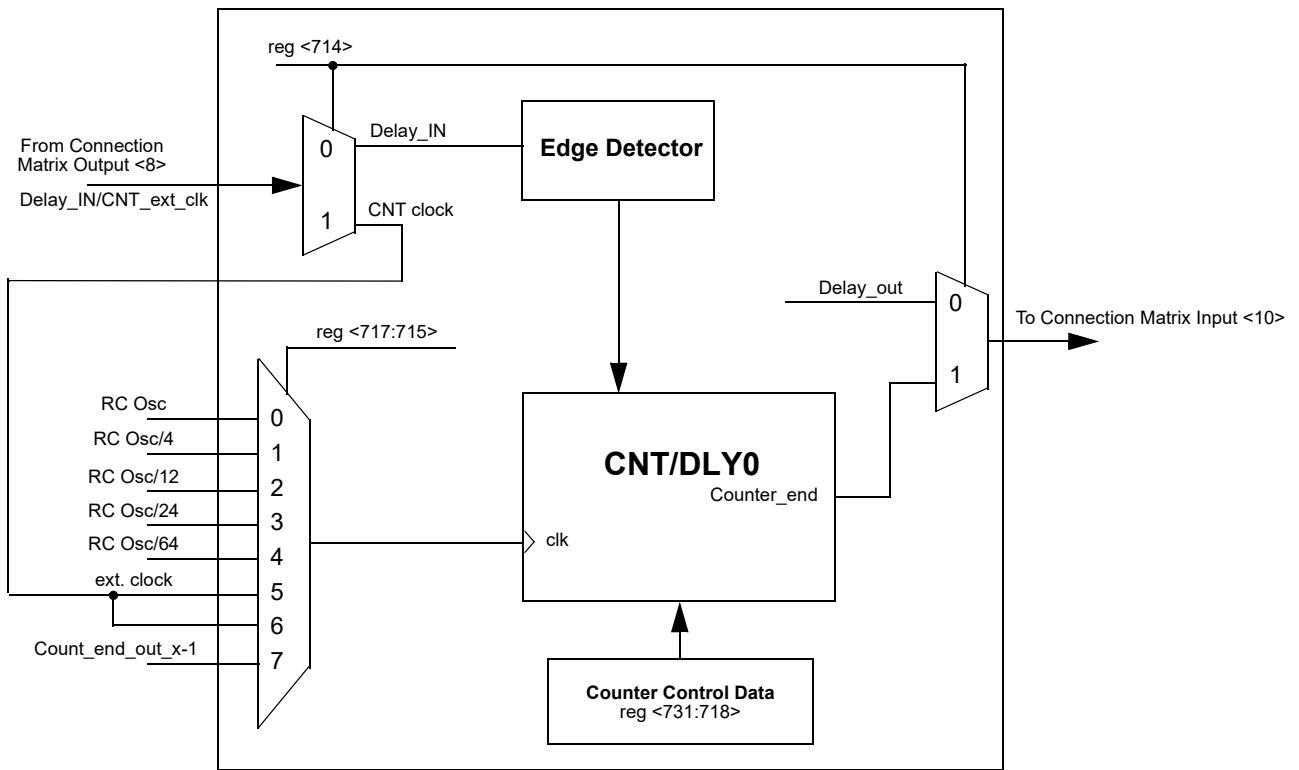 reg <714>
From Connection
Matrix Output <8>
Delay_IN/CNT_ext_clk
0
1
Delay_IN
CNT clock
Edge Detector
Delay_out
0
1
To Connection Matrix Input <10>
reg <717:715>
RC Osc
RC Osc/4
RC Osc/12
RC Osc/24
RC Osc/64
ext. clock
Count_end_out_x-1
0
1
2
3
4
5
6
7
CNT/DLY0
Counter_end
clk
Counter Control Data
reg <731:718>